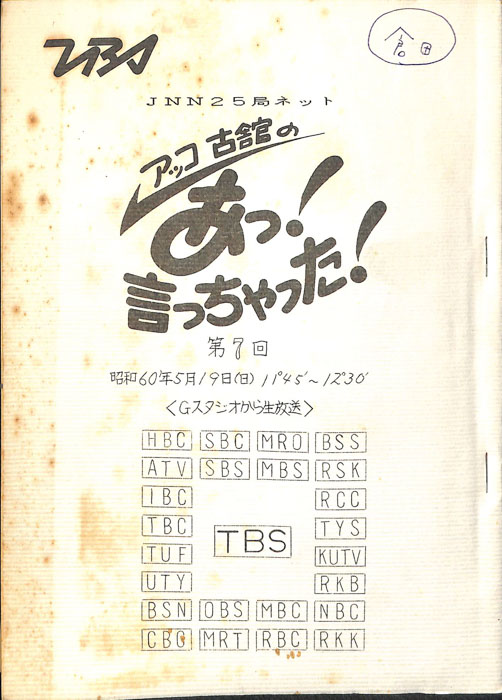 TBS
倉田
JNN25局ネット
アッコ 古舘の
あっ!
言っちゃった!
第7回
昭和60年5月19日(日) 11°45′~12°30′
<Gスタジオから生放送>
HBC SBC MRO BSS
ATV SBS MBS RSK
IBC RCC
TBC TBS TYS
TUF KUTV
UTY RKB
BSN OBS MBC NBC
CBC MRT RBC RKK